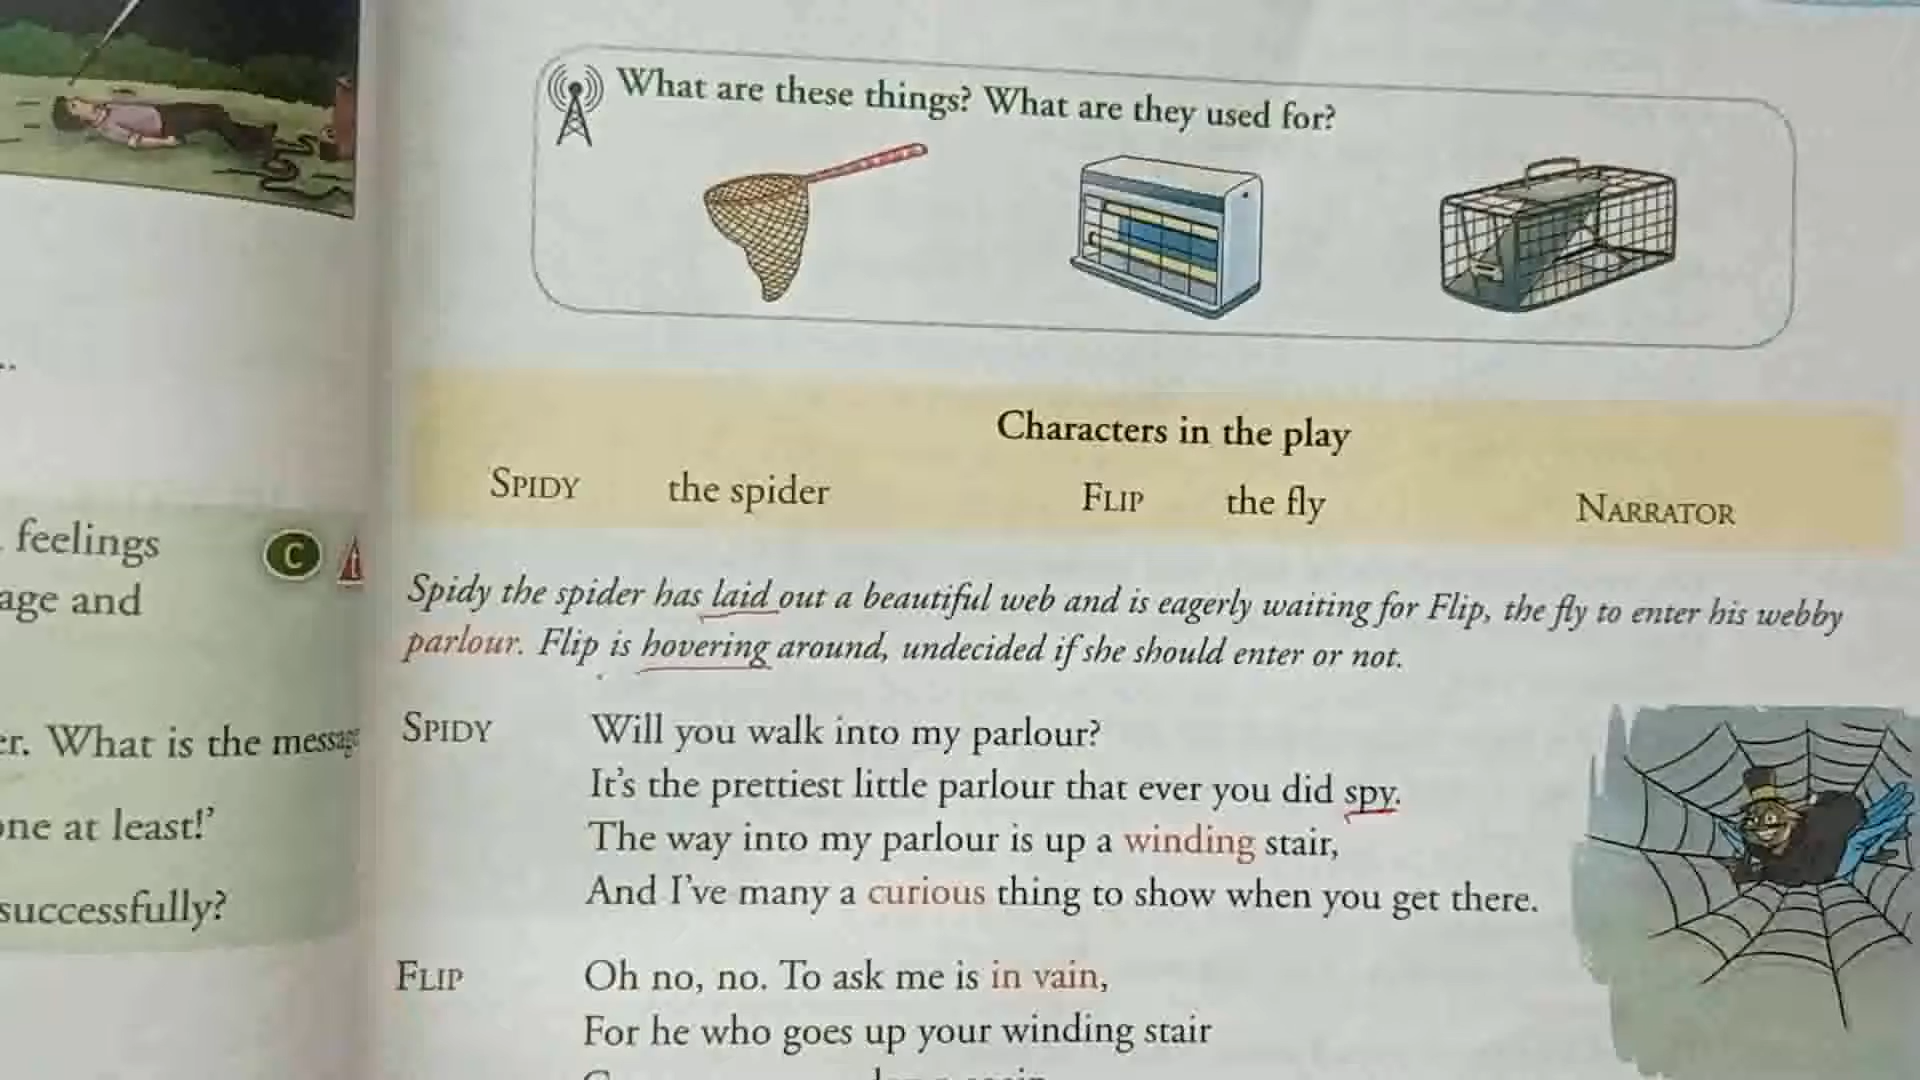 feelings
age and
er. What is the message
one at least!'
successfully?
C
What are these things? What are they used for?
Characters in the play
SPIDY the spider FLIP the fly NARRATOR
Spidy the spider has laid out a beautiful web and is eagerly waiting for Flip, the fly to enter his webby
parlour. Flip is hovering around, undecided if she should enter or not.
SPIDY Will you walk into my parlour?
It's the prettiest little parlour that ever you did spy.
The way into my parlour is up a winding stair,
And I've many a curious thing to show when you get there.
FLIP Oh no, no. To ask me is in vain,
For he who goes up your winding stair